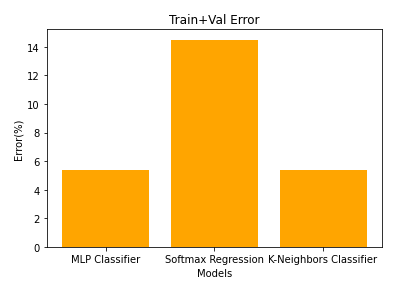 Train+Val Error
Error(%)
14
12
10
8
6
4
2
0
MLP Classifier Softmax Regression K-Neighbors Classifier
Models